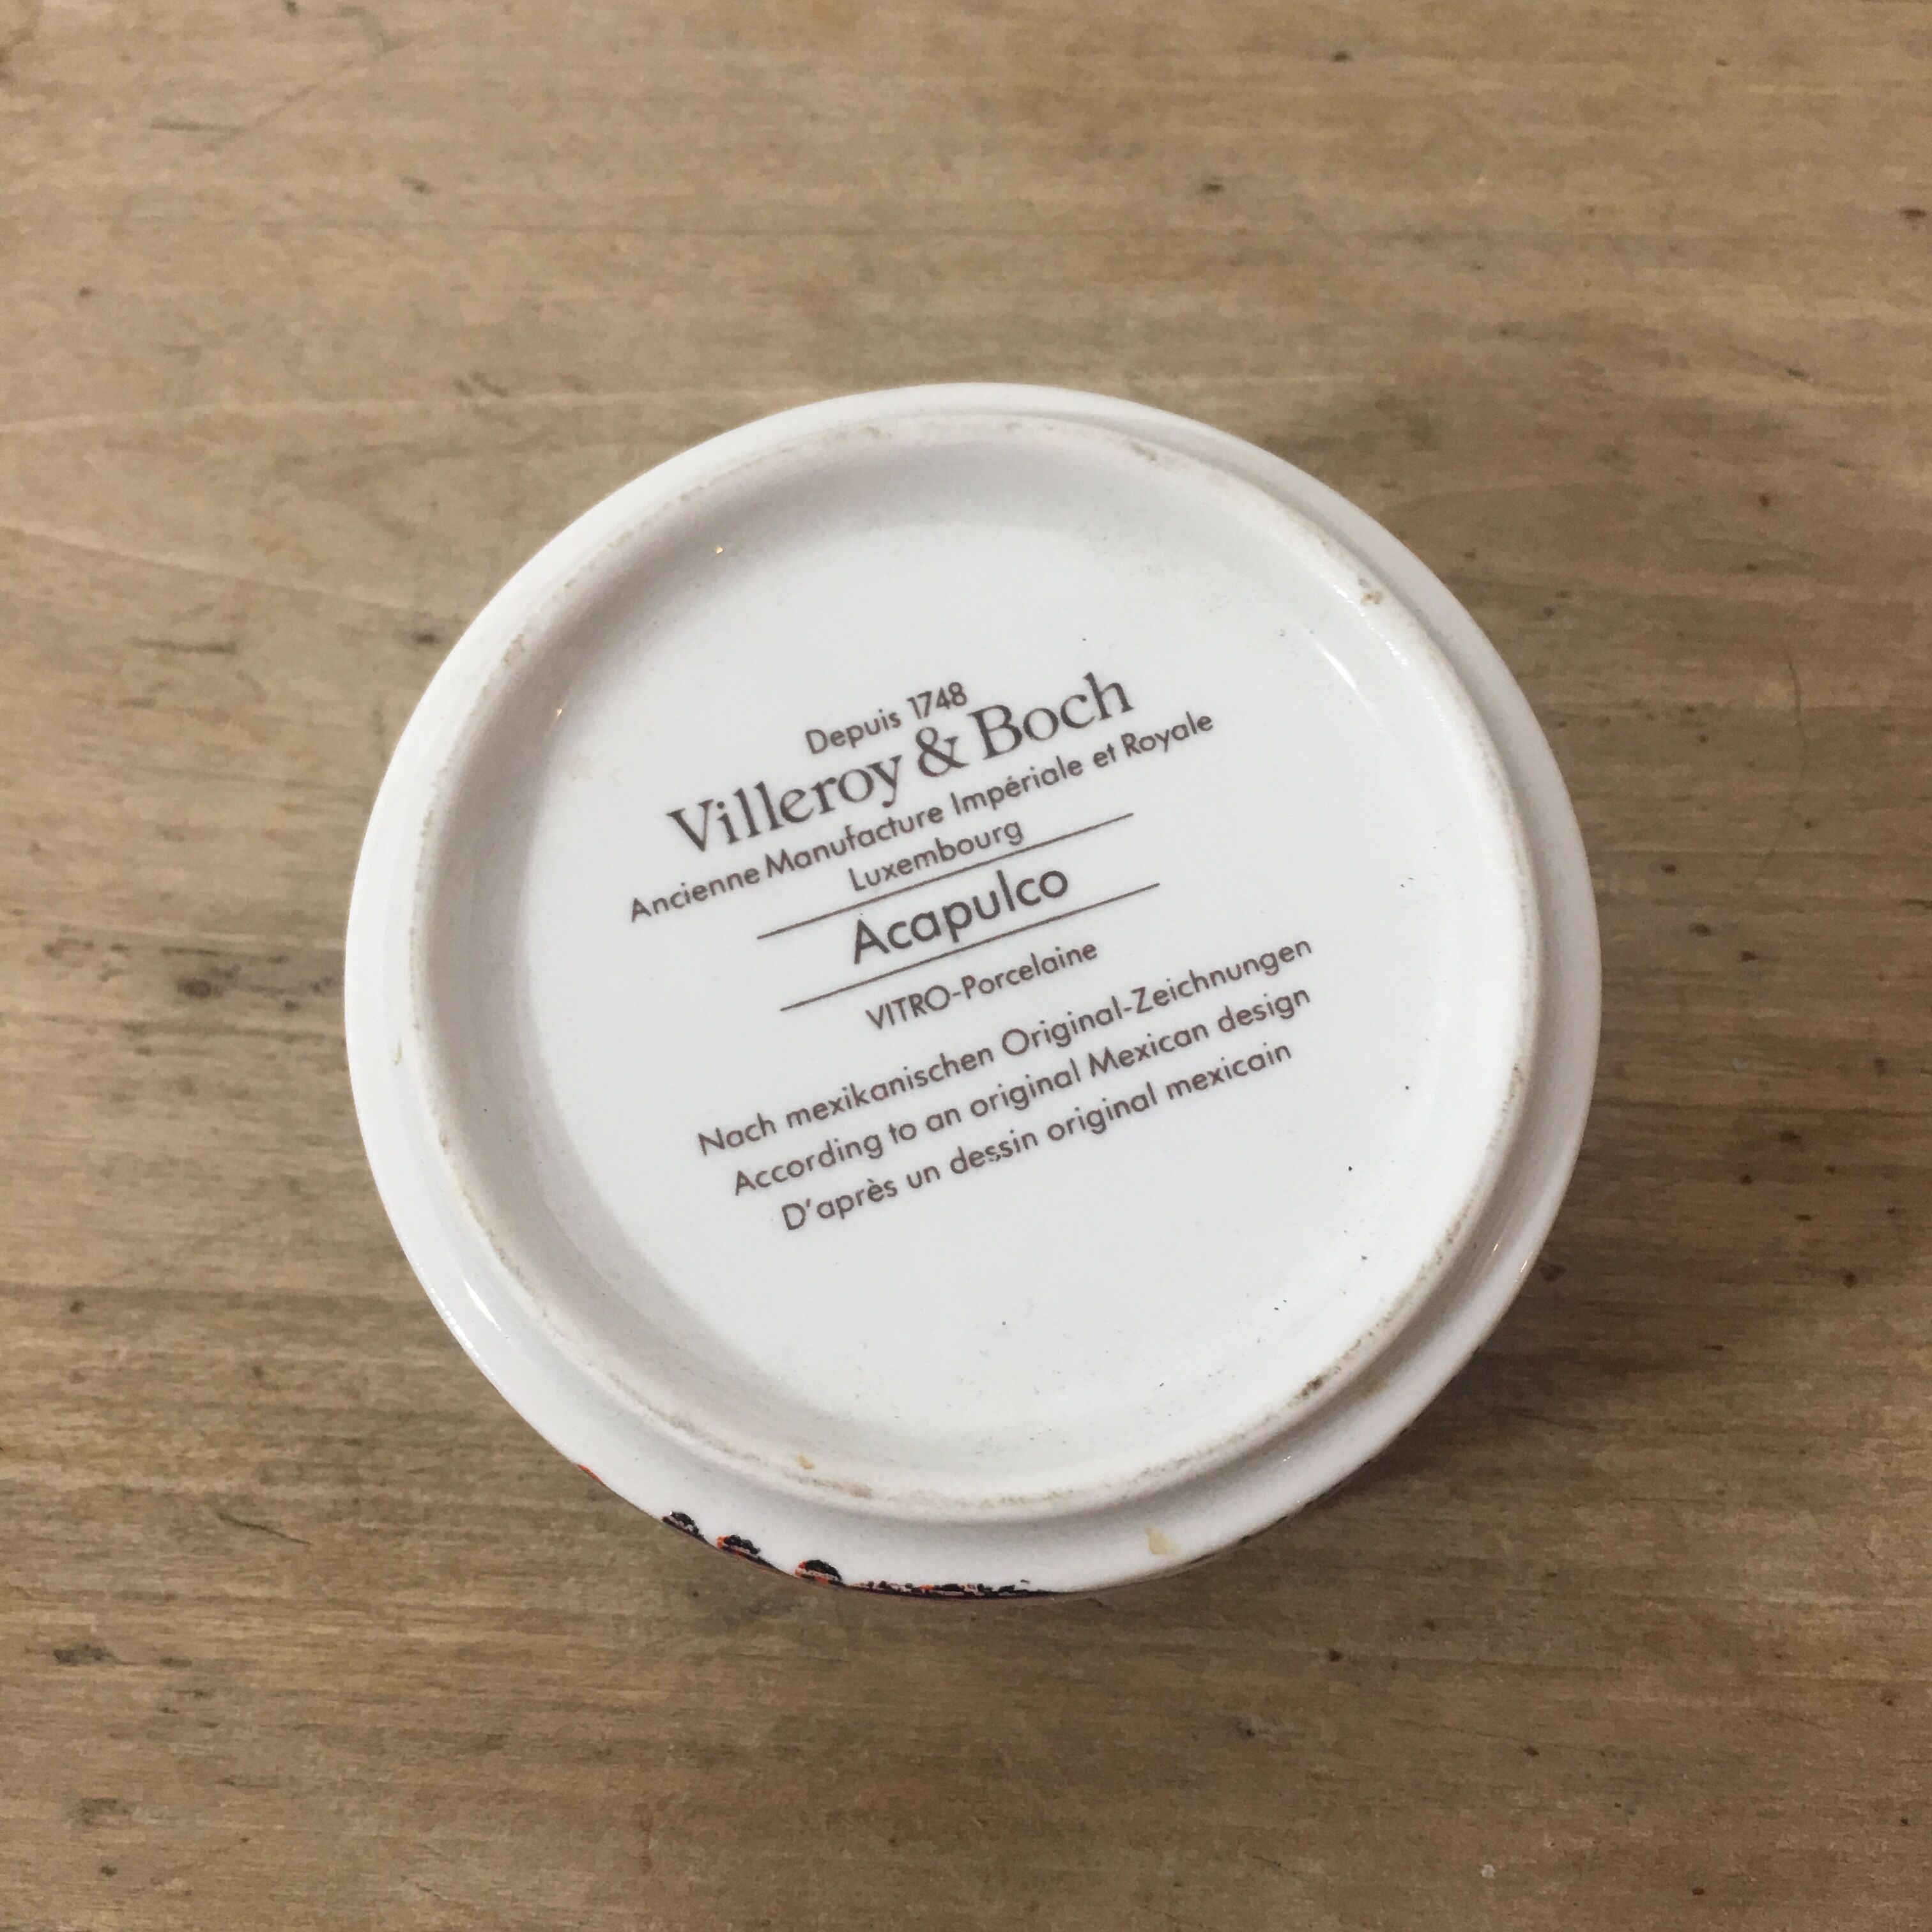 Depuis 1748
Villeroy & Boch
Ancienne Manufacture Impériale et Royale
Luxembourg
Acapulco
VITRO-Porcelaine
Nach mexikanischen Original-Zeichnungen
According to an original Mexican design
D'après un dessin original mexicain